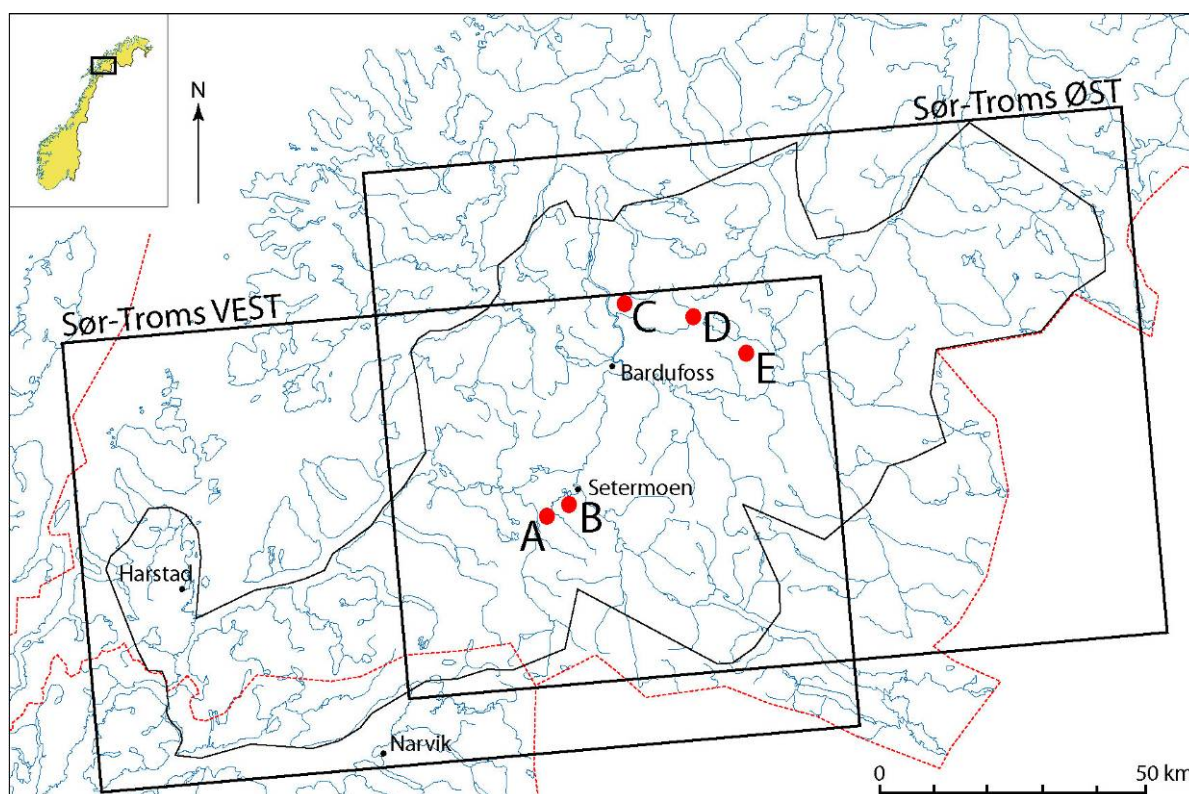 N
Sør-Troms ØST
Sør-Troms VEST
C
D
E
Bardufoss
Setermoen
A
B
Harstad
Narvik
0
50 km